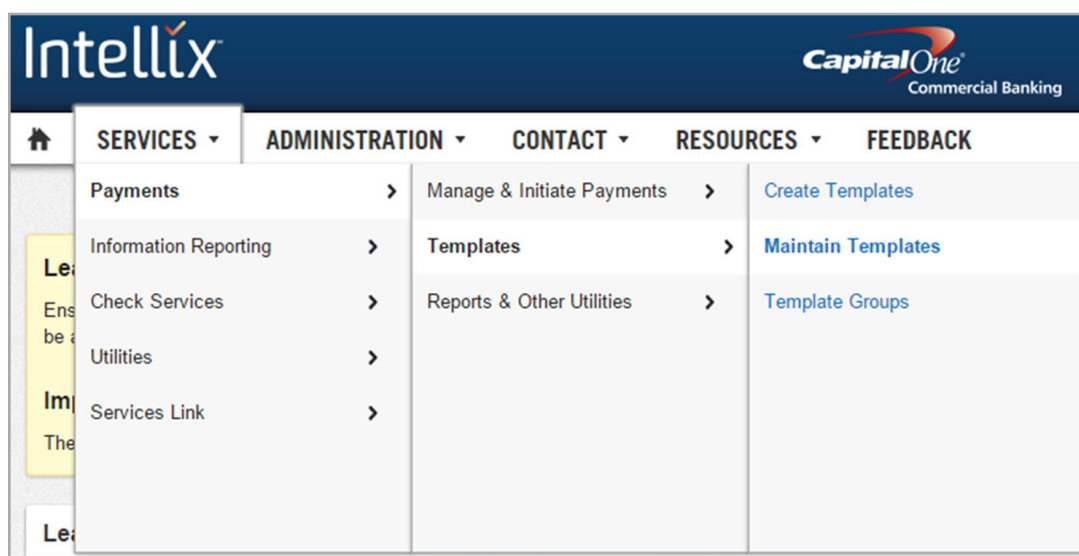 Intellix
CapitalOne®
Commercial Banking
SERVICES ADMINISTRATION CONTACT RESOURCES FEEDBACK
Payments Manage & Initiate Payments Create Templates
Information Reporting Templates Maintain Templates
Check Services Reports & Other Utilities Template Groups
Utilities
Services Link
The